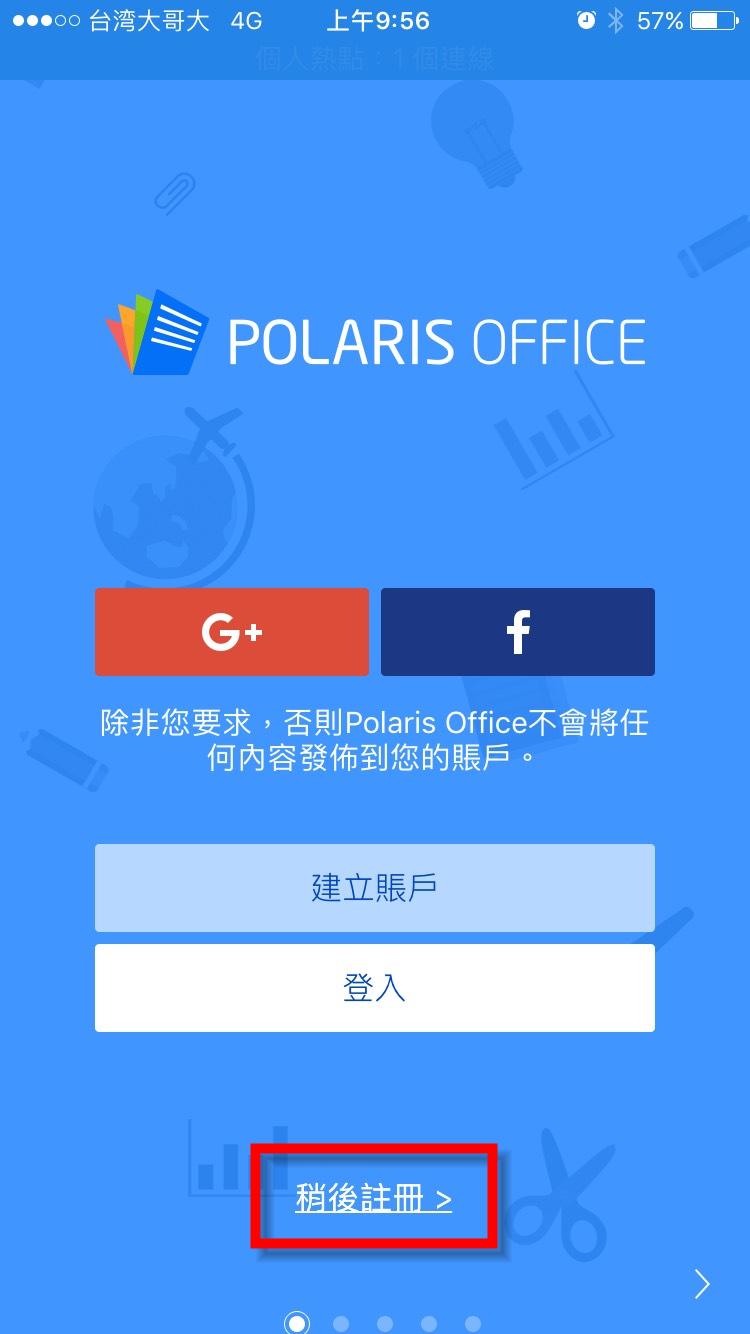 台湾大哥大 4G 上午9:56 57%
個人熱點：1 個連線
POLARIS OFFICE
G+ f
除非您要求，否則Polaris Office不會將任
何內容發佈到您的賬戶。
建立賬戶
登入
稍後註冊 >